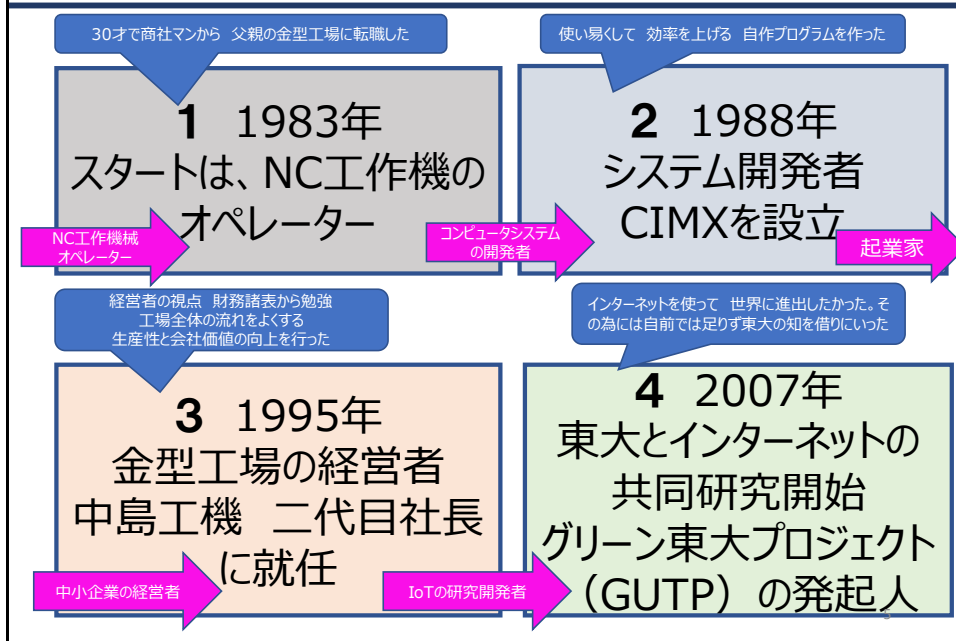 30才で商社マンから 父親の金型工場に転職した
使い易くして 効率を上げる 自作プログラムを作った
1 1983年
スタートは、NC工作機の
オペレーター
NC工作機械
オペレーター
2 1988年
システム開発者
CIMXを設立
コンピュータシステム
の開発者
起業家
経営者の視点 財務諸表から勉強
工場全体の流れをよくする
生産性と会社価値の向上を行った
インターネットを使って 世界に進出したかった。そ
の為には自前では足りず東大の知を借りにいった
3 1995年
金型工場の経営者
中島工機 二代目社長
に就任
中小企業の経営者
4 2007年
東大とインターネットの
共同研究開始
グリーン東大プロジェクト
（GUTP）の発起人
IoTの研究開発者
5